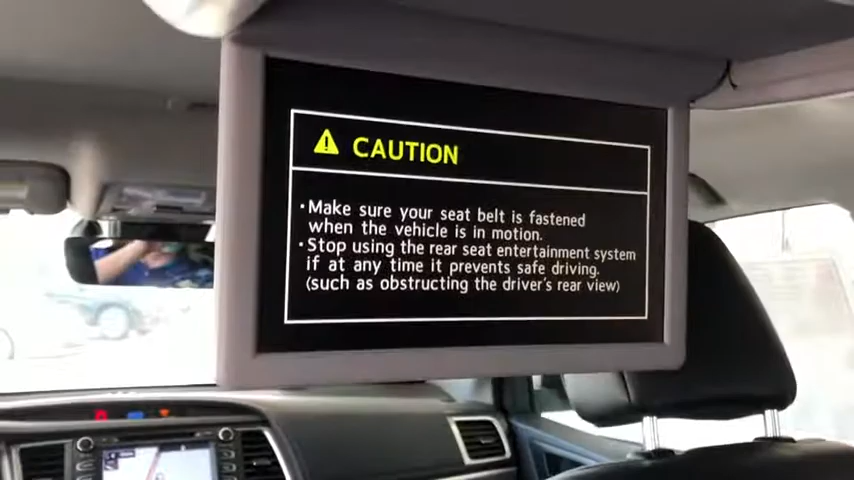 CAUTION
·Make sure your seat belt is fastened
when the vehicle is in motion.
·Stop using the rear seat entertainment system
if at any time it prevents safe driving.
(such as obstructing the driver's rear view)